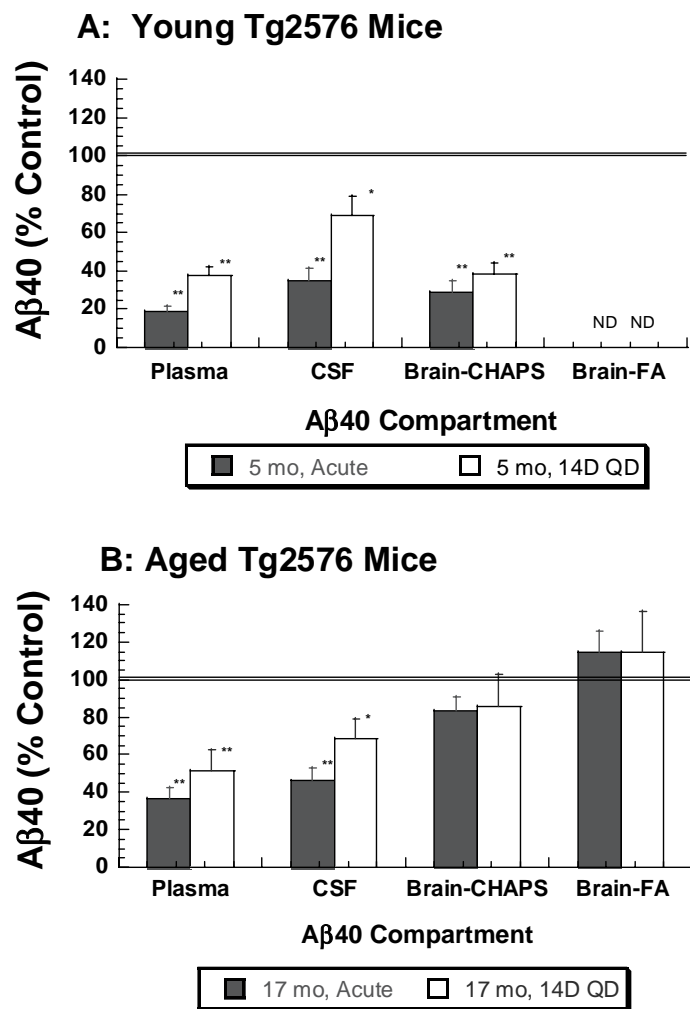 A: Young Tg2576 Mice
Aβ40 (% Control)
140
120
100
80
60
40
20
0
**
**
**
*
**
**
ND ND
Plasma CSF Brain-CHAPS Brain-FA
Aβ40 Compartment
5 mo, Acute 5 mo, 14D QD
B: Aged Tg2576 Mice
Aβ40 (% Control)
140
120
100
80
60
40
20
0
**
**
**
*
Plasma CSF Brain-CHAPS Brain-FA
Aβ40 Compartment
17 mo, Acute 17 mo, 14D QD